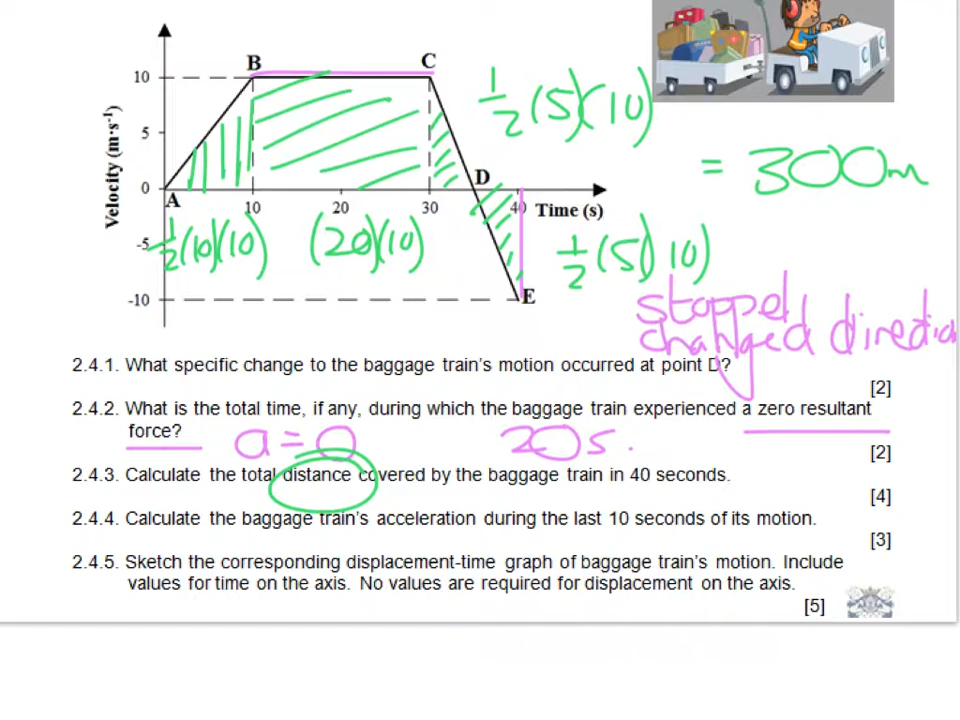 10
B
C
½(5)(10)
5
= 300m
Velocity (m·s⁻¹)
0
A
D
10
20
30
40
Time (s)
-5
½(10)(10)
(20)(10)
½(5)(10)
-10
E
stopped
changed direction
2.4.1. What specific change to the baggage train's motion occurred at point D?
[2]
2.4.2. What is the total time, if any, during which the baggage train experienced a zero resultant
force?
a = 0
20s.
[2]
2.4.3. Calculate the total distance covered by the baggage train in 40 seconds.
[4]
2.4.4. Calculate the baggage train's acceleration during the last 10 seconds of its motion.
[3]
2.4.5. Sketch the corresponding displacement-time graph of baggage train's motion. Include
values for time on the axis. No values are required for displacement on the axis.
[5]